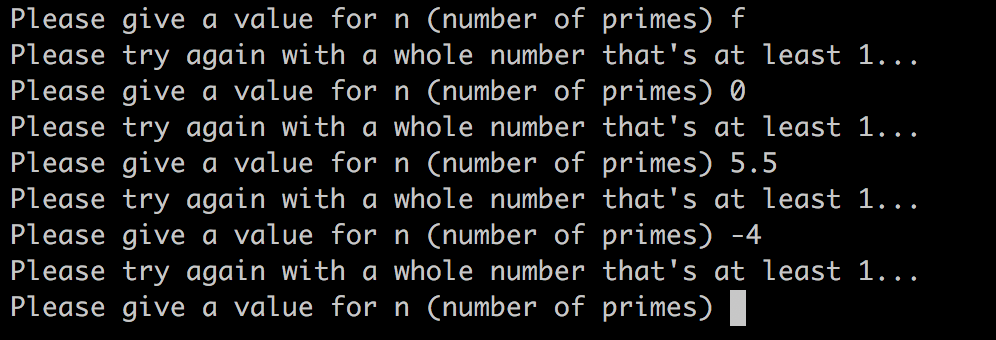 Please give a value for n (number of primes) f
Please try again with a whole number that's at least 1...
Please give a value for n (number of primes) 0
Please try again with a whole number that's at least 1...
Please give a value for n (number of primes) 5.5
Please try again with a whole number that's at least 1...
Please give a value for n (number of primes) -4
Please try again with a whole number that's at least 1...
Please give a value for n (number of primes)